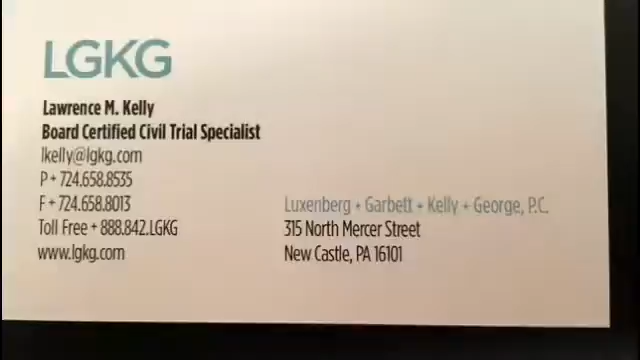 LGKG
Lawrence M. Kelly
Board Certified Civil Trial Specialist
lkelly@lgkg.com
P + 724.658.8535
F + 724.658.8013
Toll Free + 888.842.LGKG
www.lgkg.com
Luxenberg + Garbett + Kelly + George, P.C.
315 North Mercer Street
New Castle, PA 16101